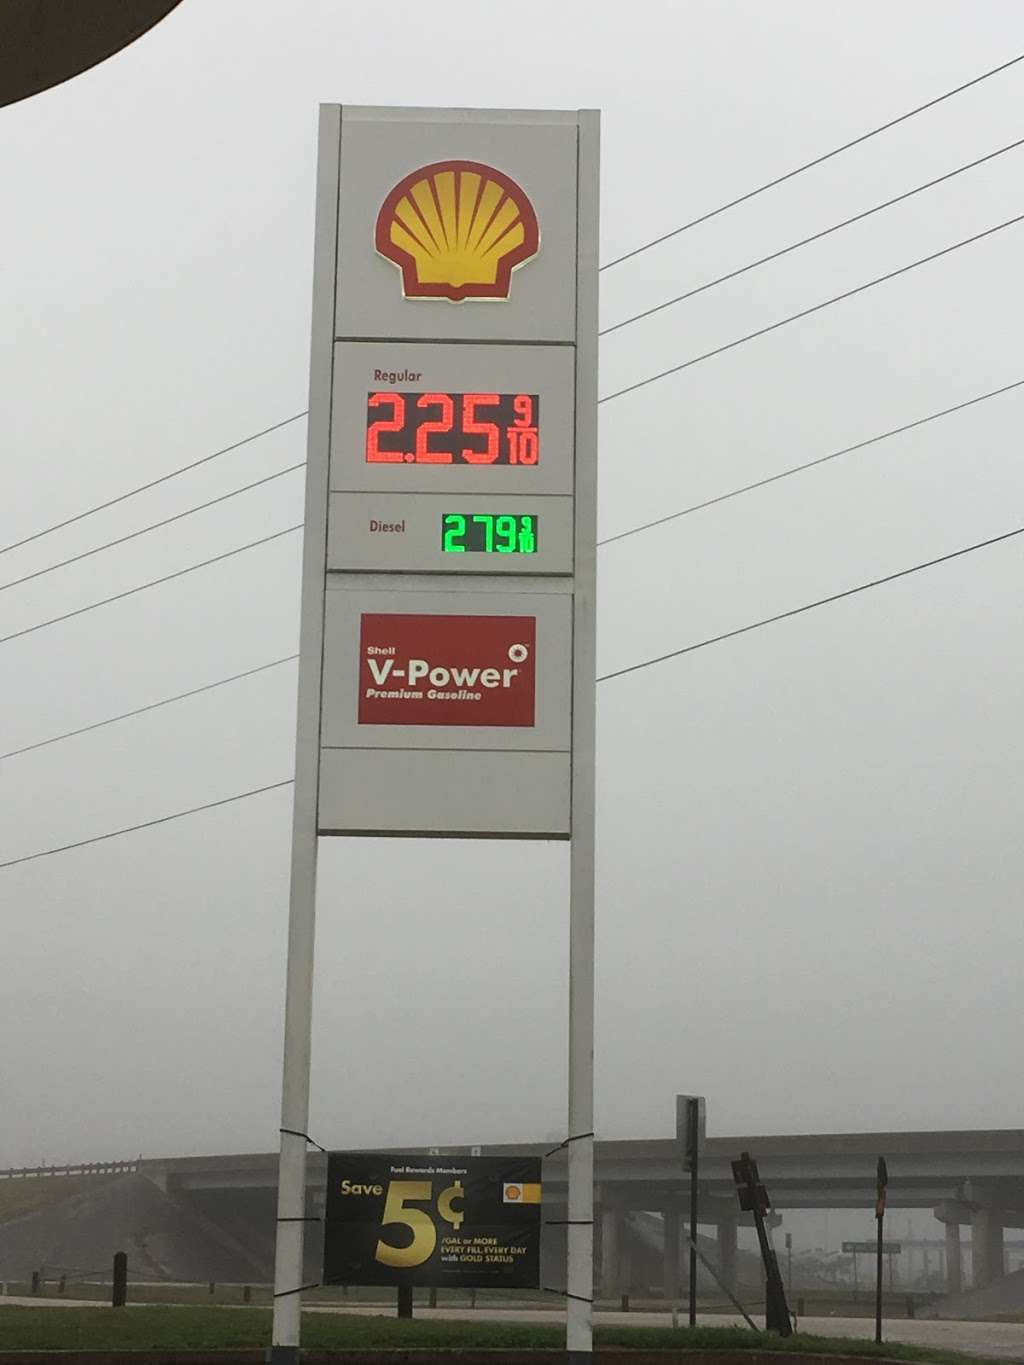 Regular
2.25 9/10
Diesel
2 79 9/10
Shell
V-Power
Premium Gasoline
Fuel Rewards Members
Save 5¢
/GAL or MORE
EVERY FILL, EVERY DAY
with GOLD STATUS